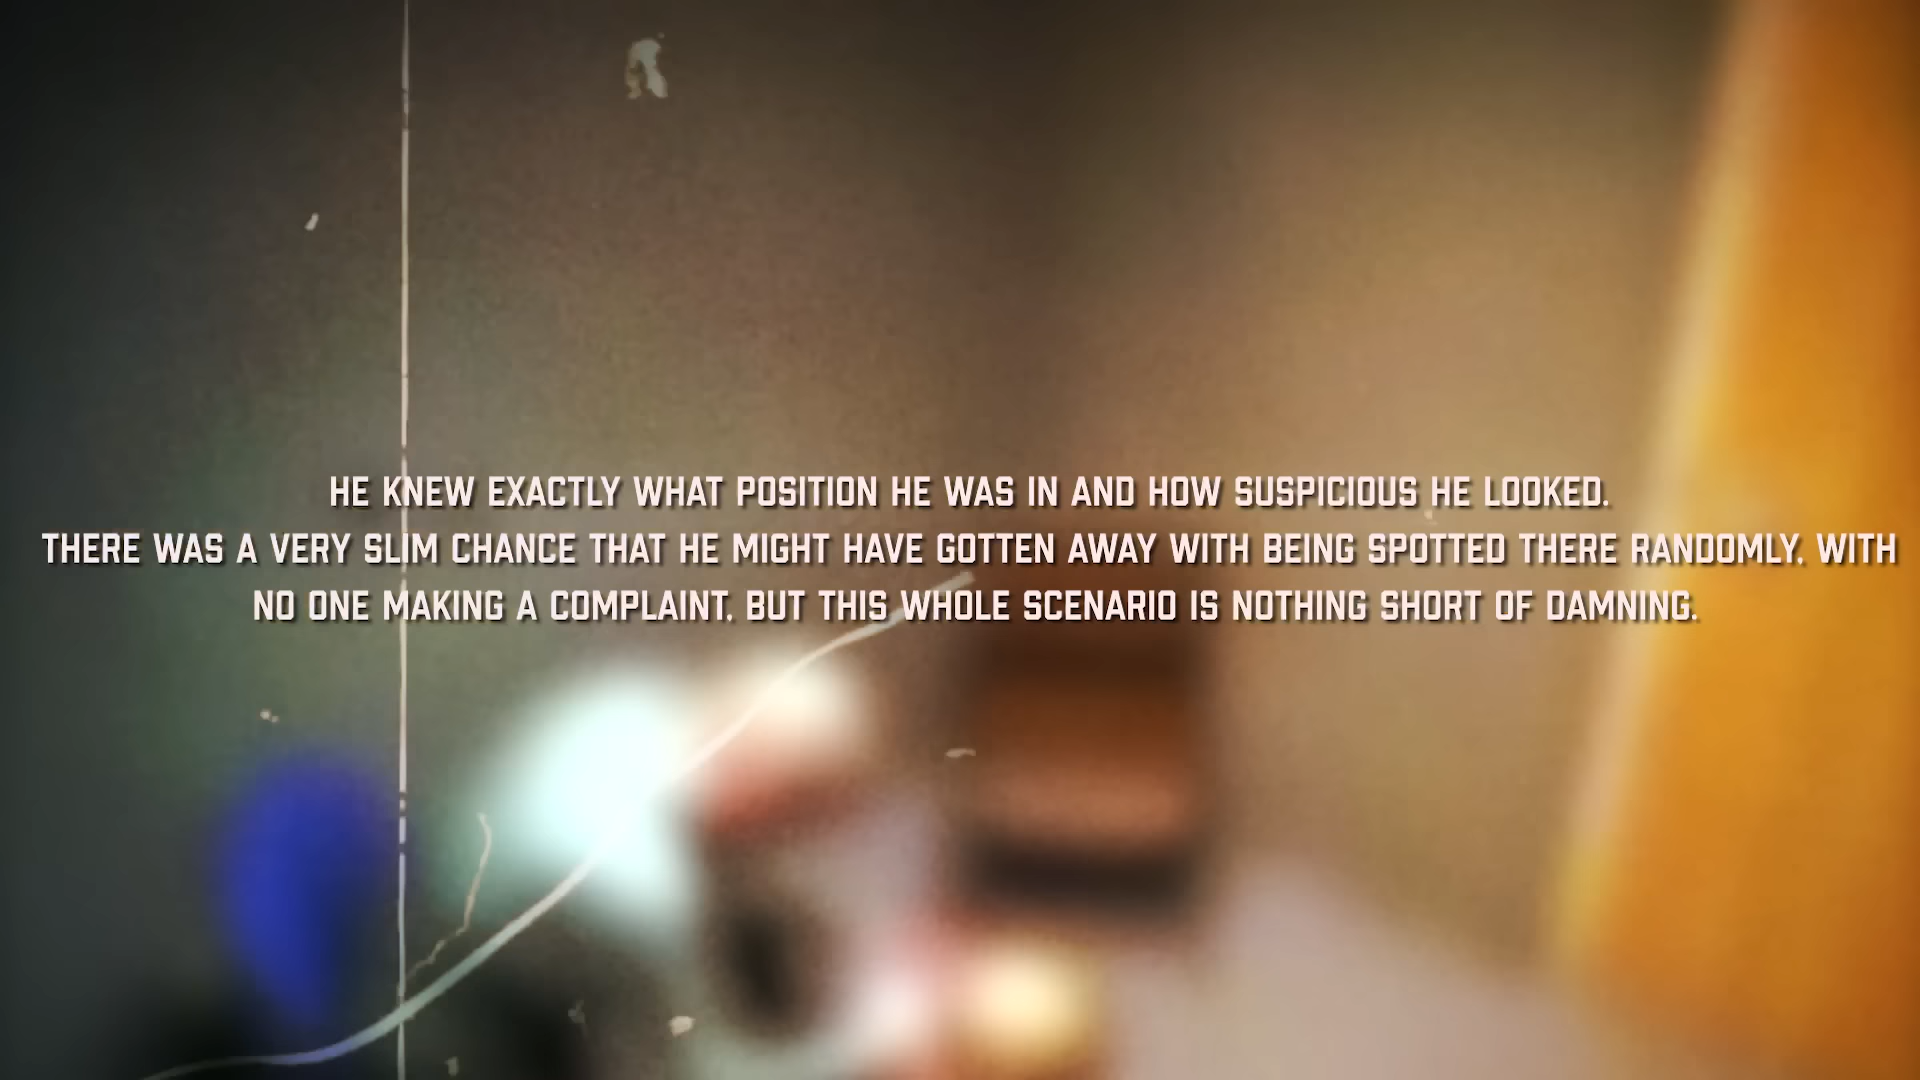 HE KNEW EXACTLY WHAT POSITION HE WAS IN AND HOW SUSPICIOUS HE LOOKED.
THERE WAS A VERY SLIM CHANCE THAT HE MIGHT HAVE GOTTEN AWAY WITH BEING SPOTTED THERE RANDOMLY, WITH
NO ONE MAKING A COMPLAINT, BUT THIS WHOLE SCENARIO IS NOTHING SHORT OF DAMNING.